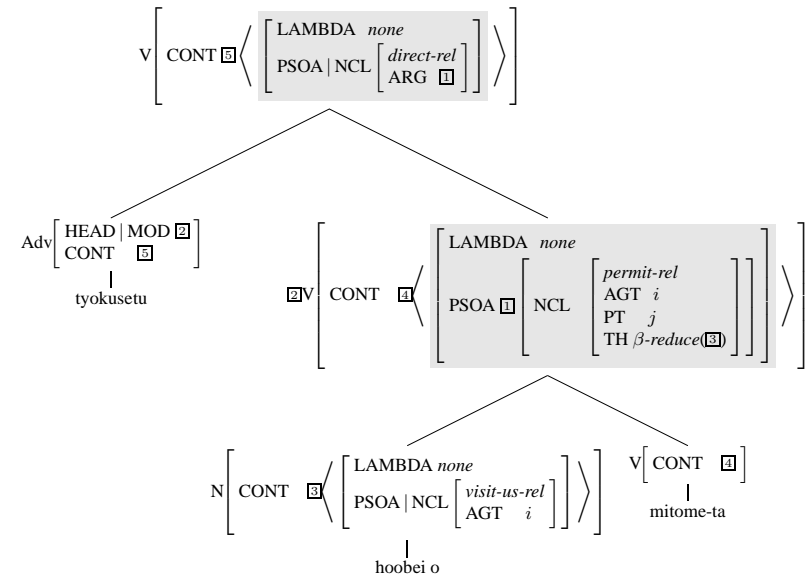 V[ CONT 5 ⟨ [ LAMBDA none
PSOA | NCL [ direct-rel
ARG 1 ] ] ⟩ ]
Adv[ HEAD | MOD 2
CONT 5 ]
tyokusetu
2V[ CONT 4 ⟨ [ LAMBDA none
PSOA 1 [ NCL [ permit-rel
AGT i
PT j
TH β-reduce(3) ] ] ] ⟩ ]
N[ CONT 3 ⟨ [ LAMBDA none
PSOA | NCL [ visit-us-rel
AGT i ] ] ⟩ ]
hoobei o
V[ CONT 4 ]
mitome-ta